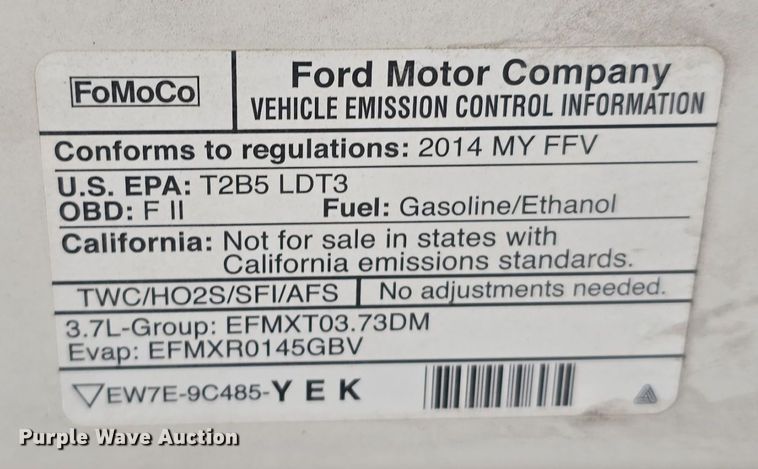 FoMoCo
Ford Motor Company
VEHICLE EMISSION CONTROL INFORMATION
Conforms to regulations: 2014 MY FFV
U.S. EPA: T2B5 LDT3
OBD: F II Fuel: Gasoline/Ethanol
California: Not for sale in states with
California emissions standards.
TWC/HO2S/SFI/AFS No adjustments needed.
3.7L-Group: EFMXT03.73DM
Evap: EFMXR0145GBV
EW7E-9C485-YEK
Purple Wave Auction